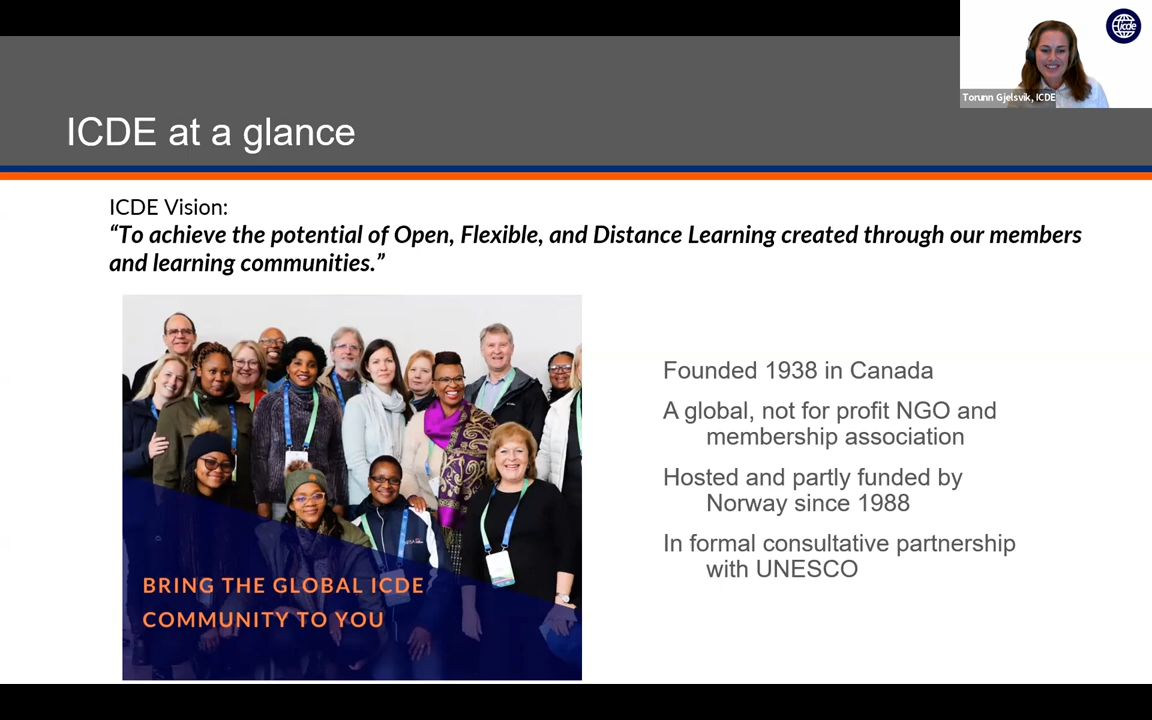 icde
Torunn Gjelsvik, ICDE
ICDE at a glance
ICDE Vision:
“To achieve the potential of Open, Flexible, and Distance Learning created through our members
and learning communities.”
BRING THE GLOBAL ICDE
COMMUNITY TO YOU
Founded 1938 in Canada
A global, not for profit NGO and
membership association
Hosted and partly funded by
Norway since 1988
In formal consultative partnership
with UNESCO